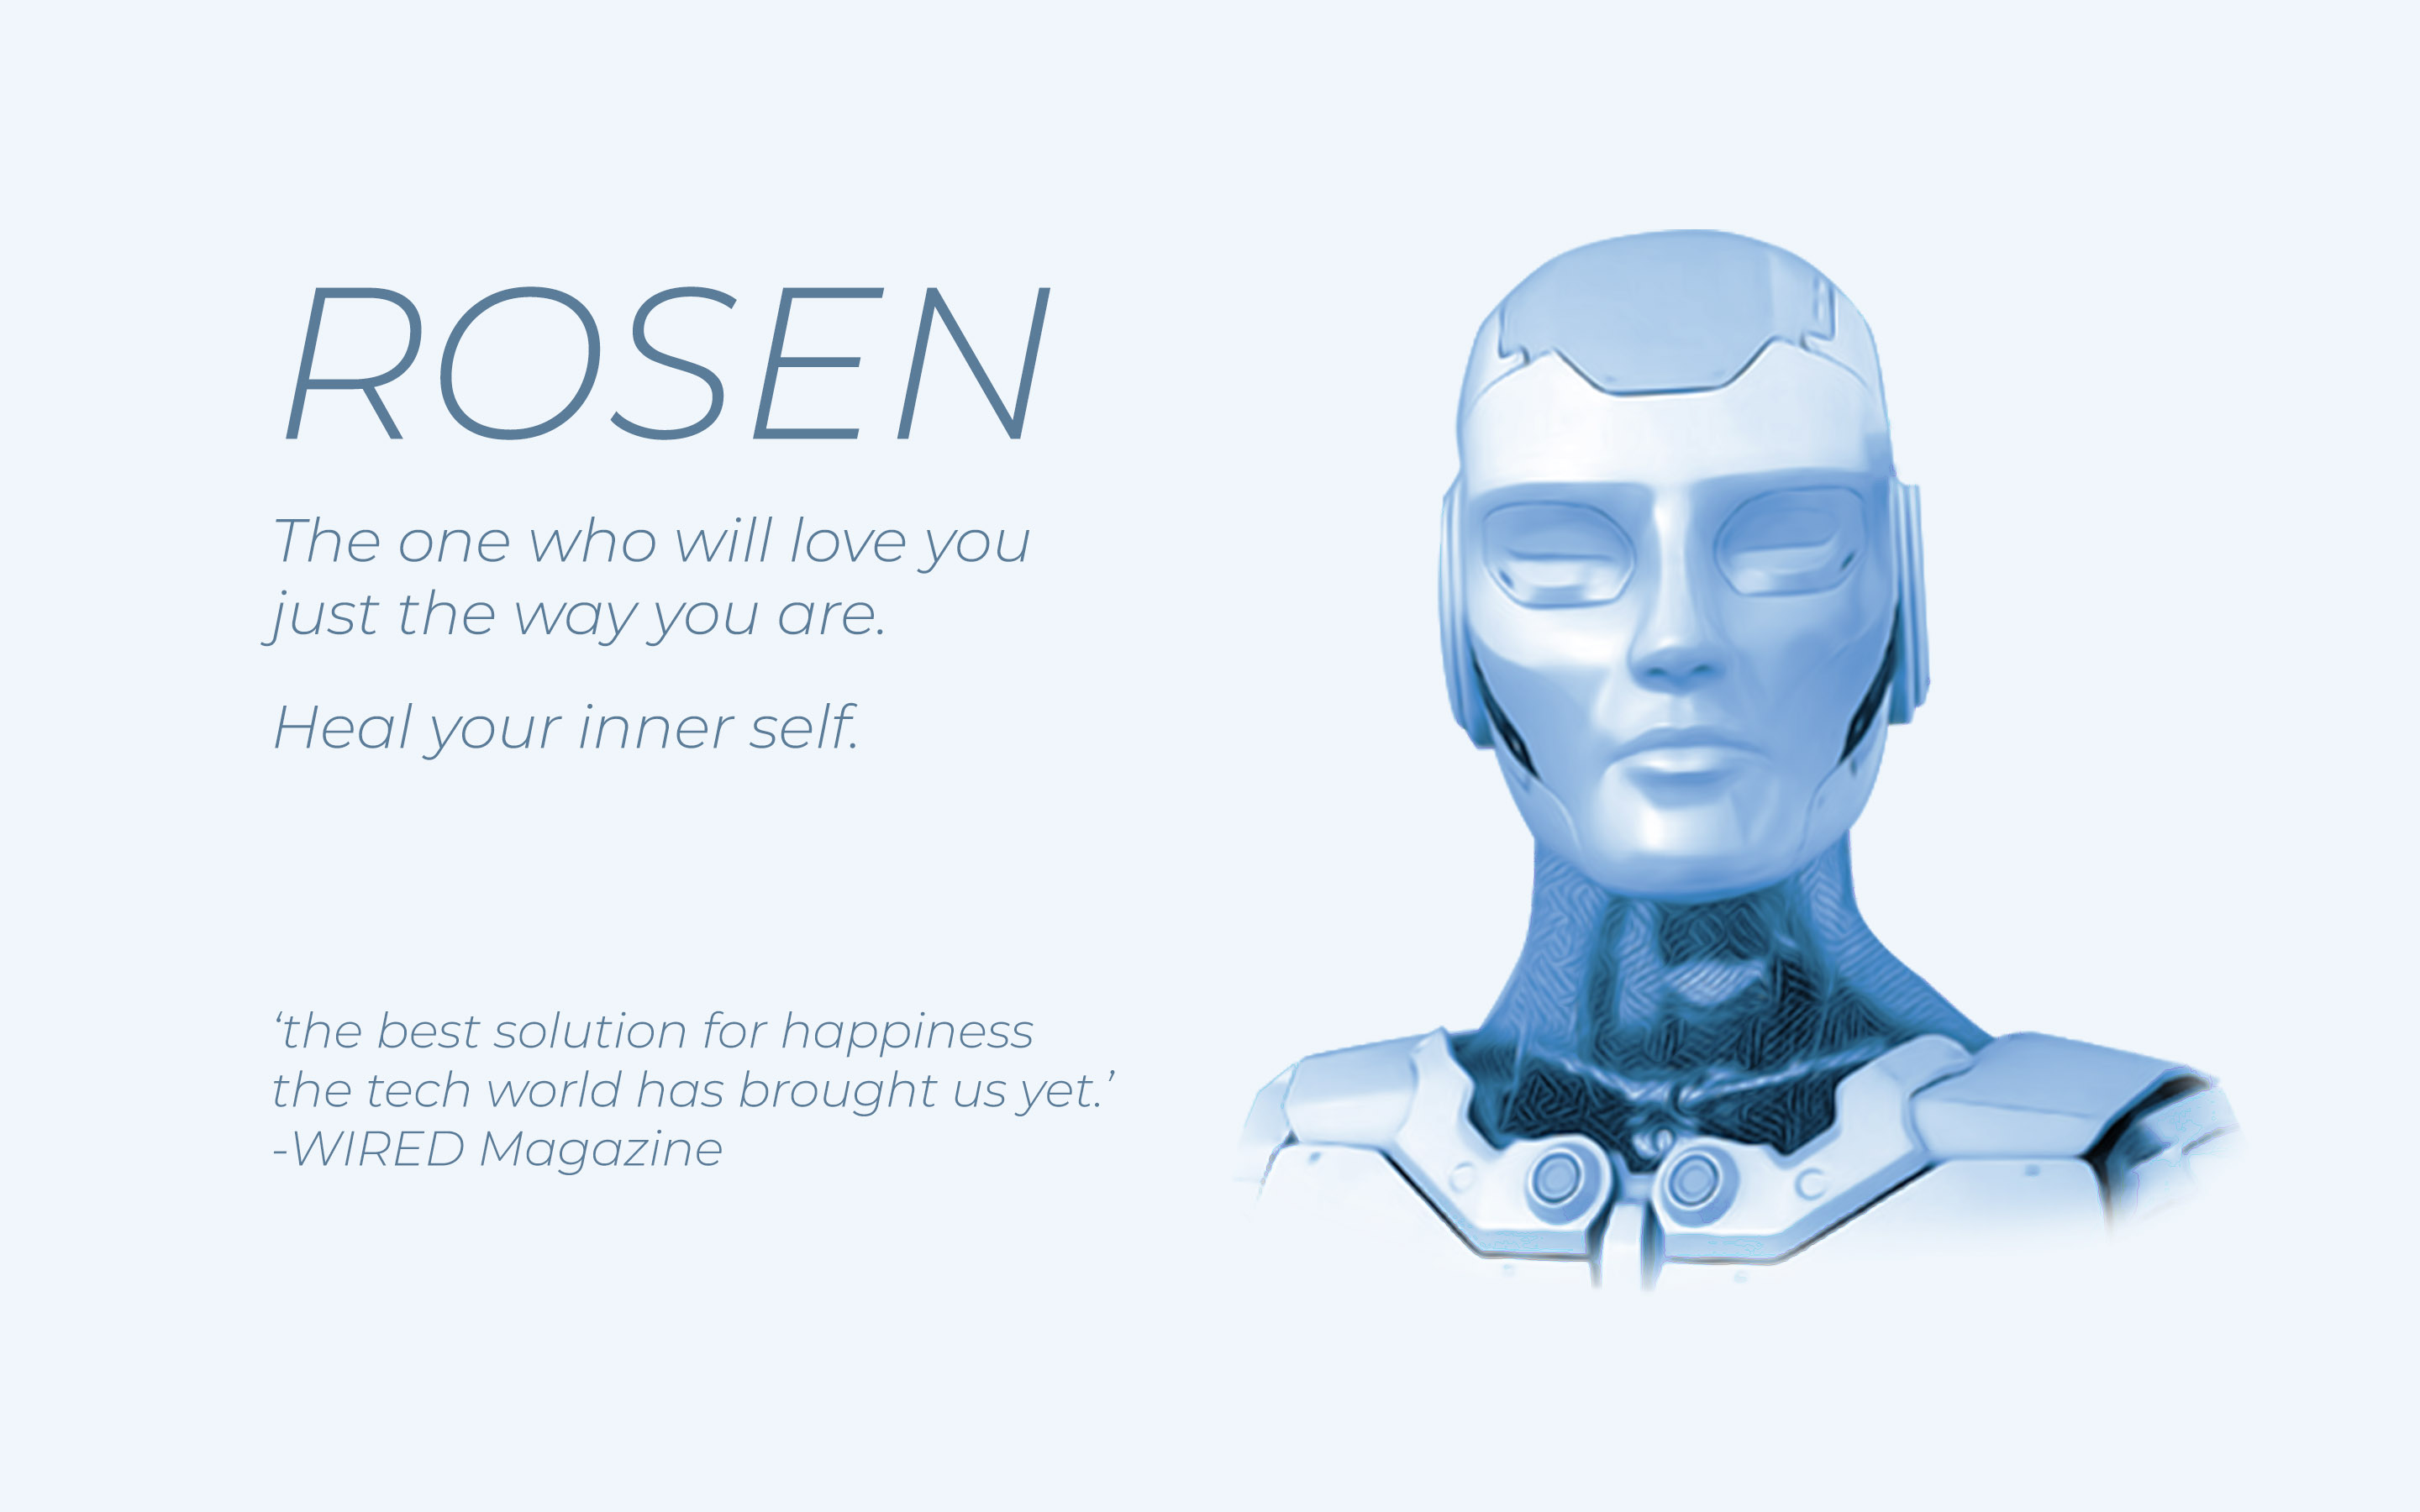 ROSEN
The one who will love you
just the way you are.
Heal your inner self.
‘the best solution for happiness
the tech world has brought us yet.’
-WIRED Magazine